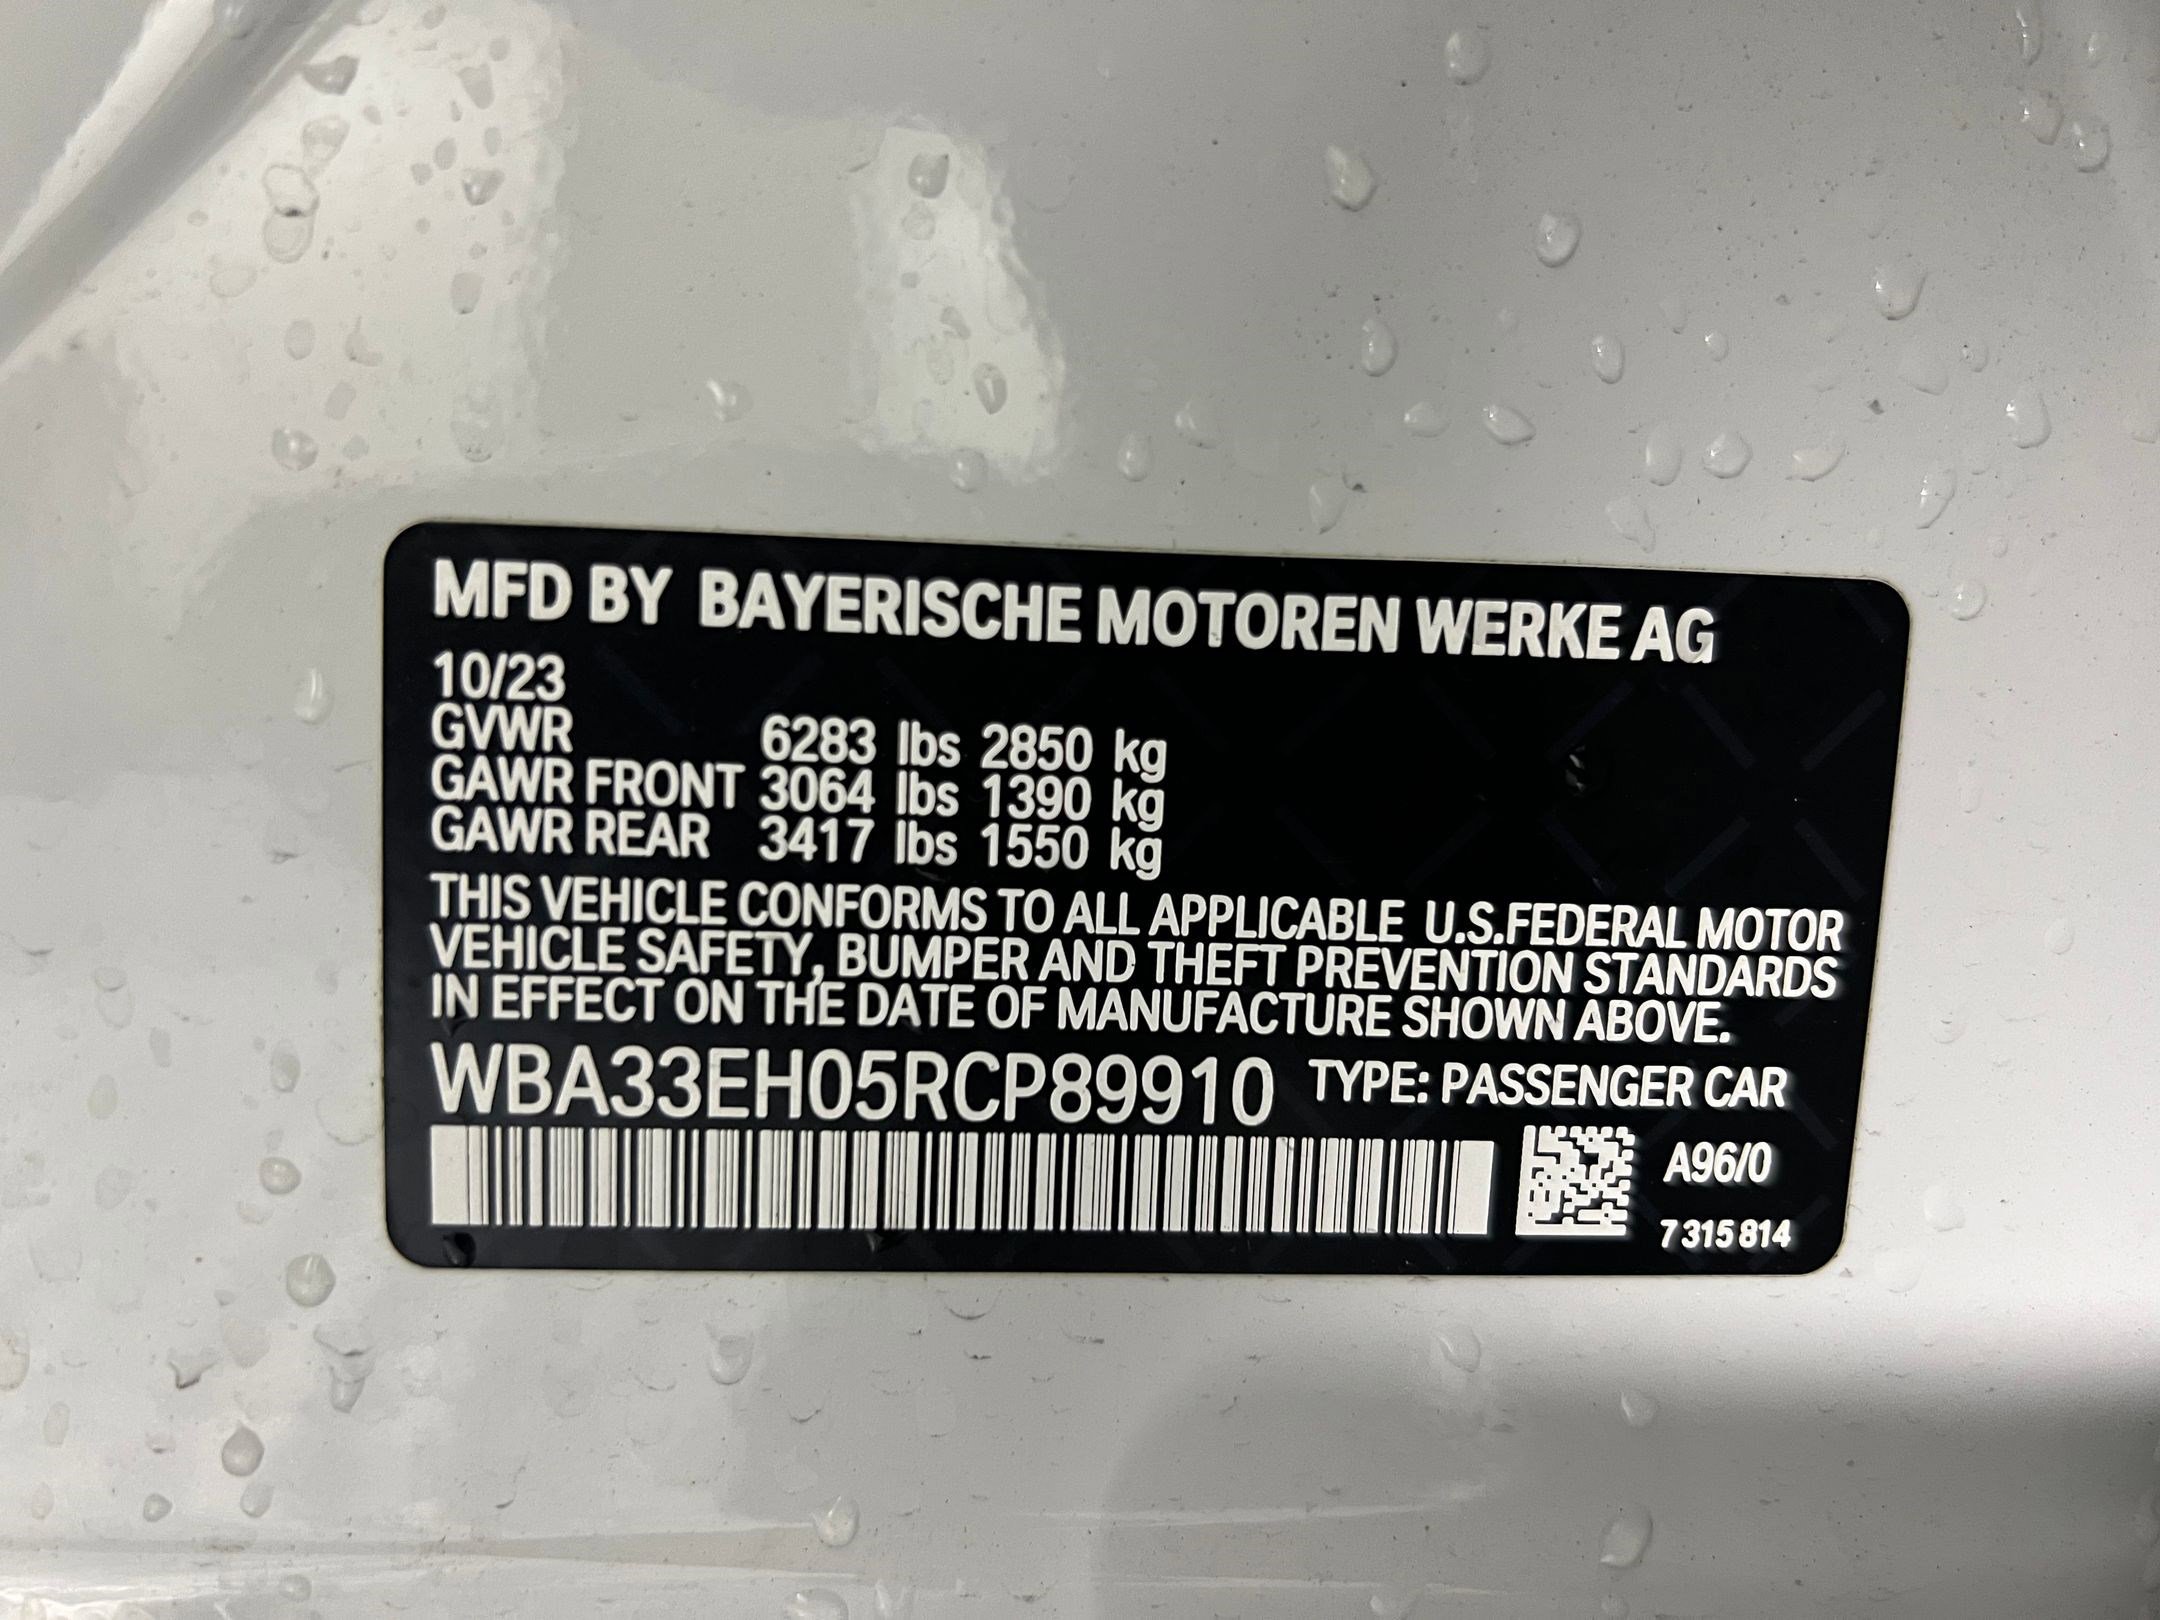 MFD BY BAYERISCHE MOTOREN WERKE AG
10/23
GVWR 6283 lbs 2850 kg
GAWR FRONT 3064 lbs 1390 kg
GAWR REAR 3417 lbs 1550 kg
THIS VEHICLE CONFORMS TO ALL APPLICABLE U.S.FEDERAL MOTOR
VEHICLE SAFETY, BUMPER AND THEFT PREVENTION STANDARDS
IN EFFECT ON THE DATE OF MANUFACTURE SHOWN ABOVE.
WBA33EH05RCP89910 TYPE: PASSENGER CAR
A96/0
7 315 814